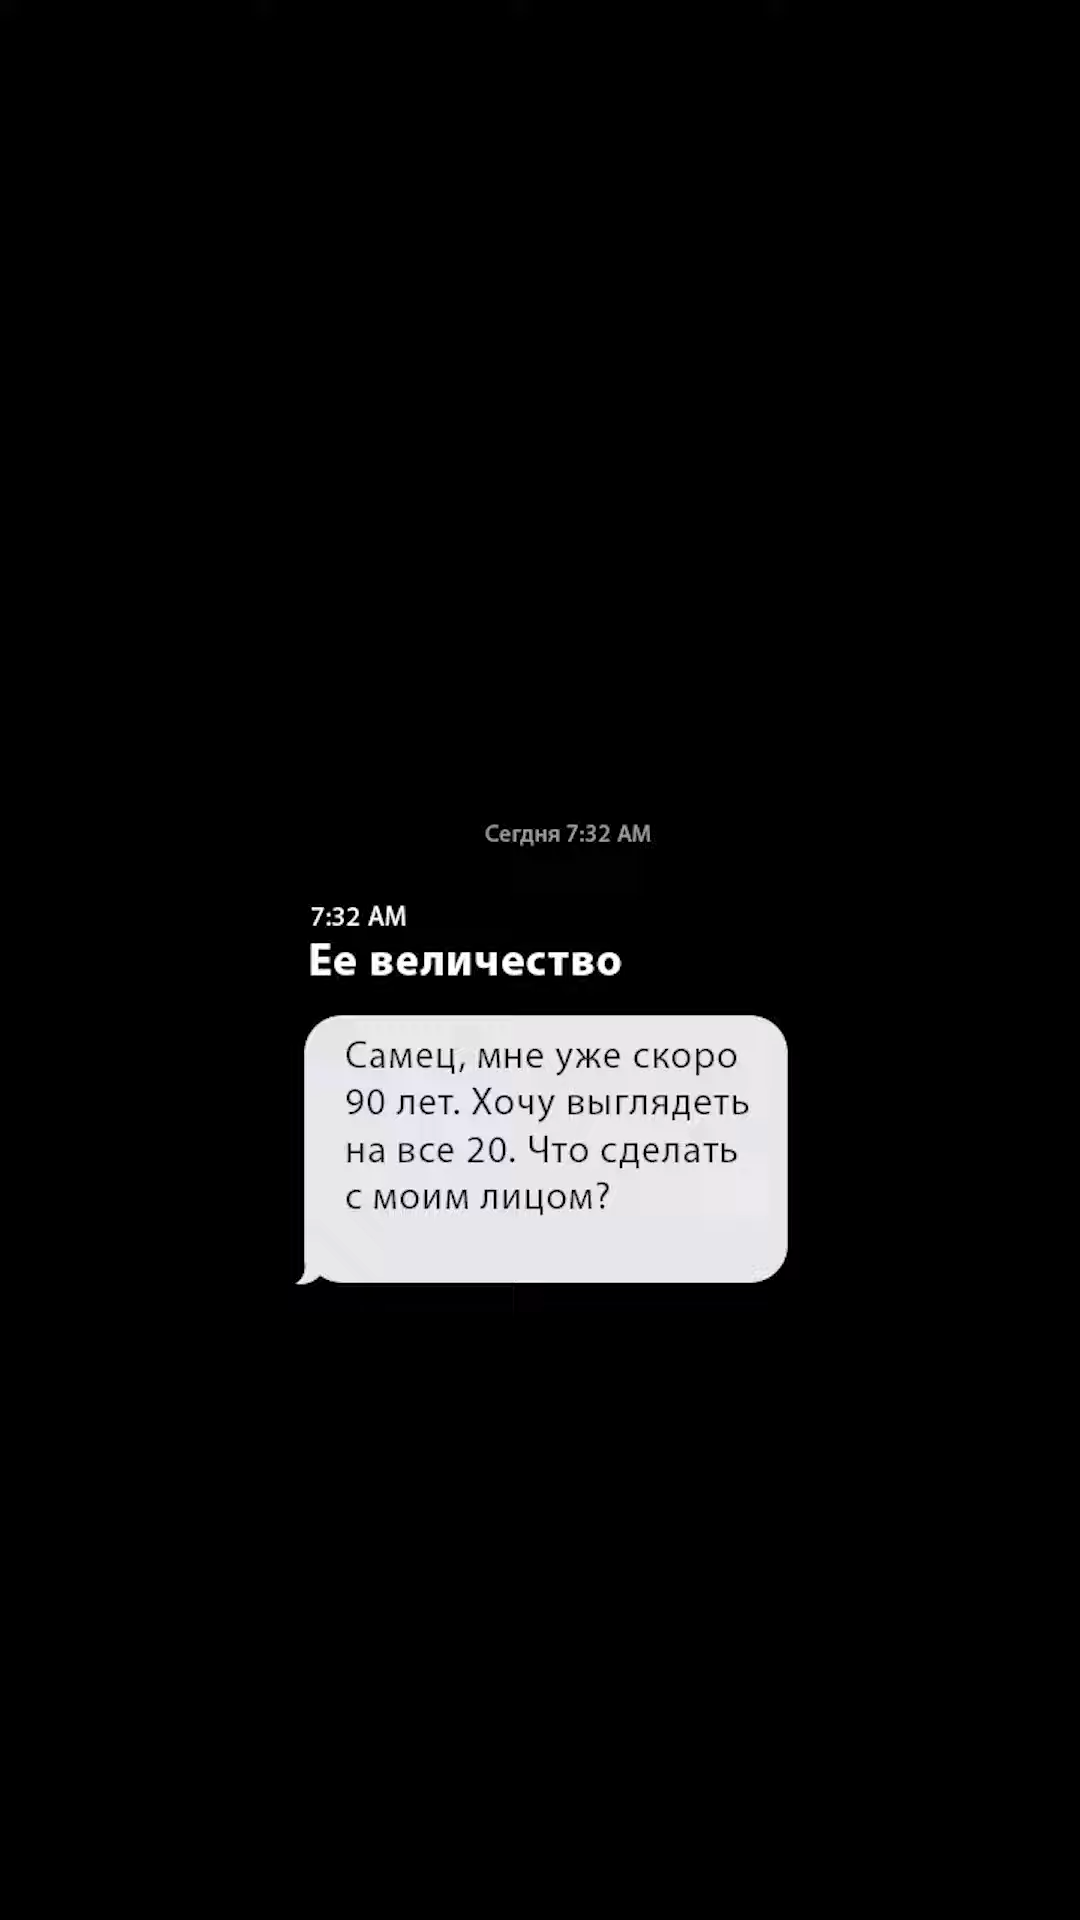 Сегдня 7:32 AM
7:32 AM
Ее величество
Самец, мне уже скоро
90 лет. Хочу выглядеть
на все 20. Что сделать
с моим лицом?